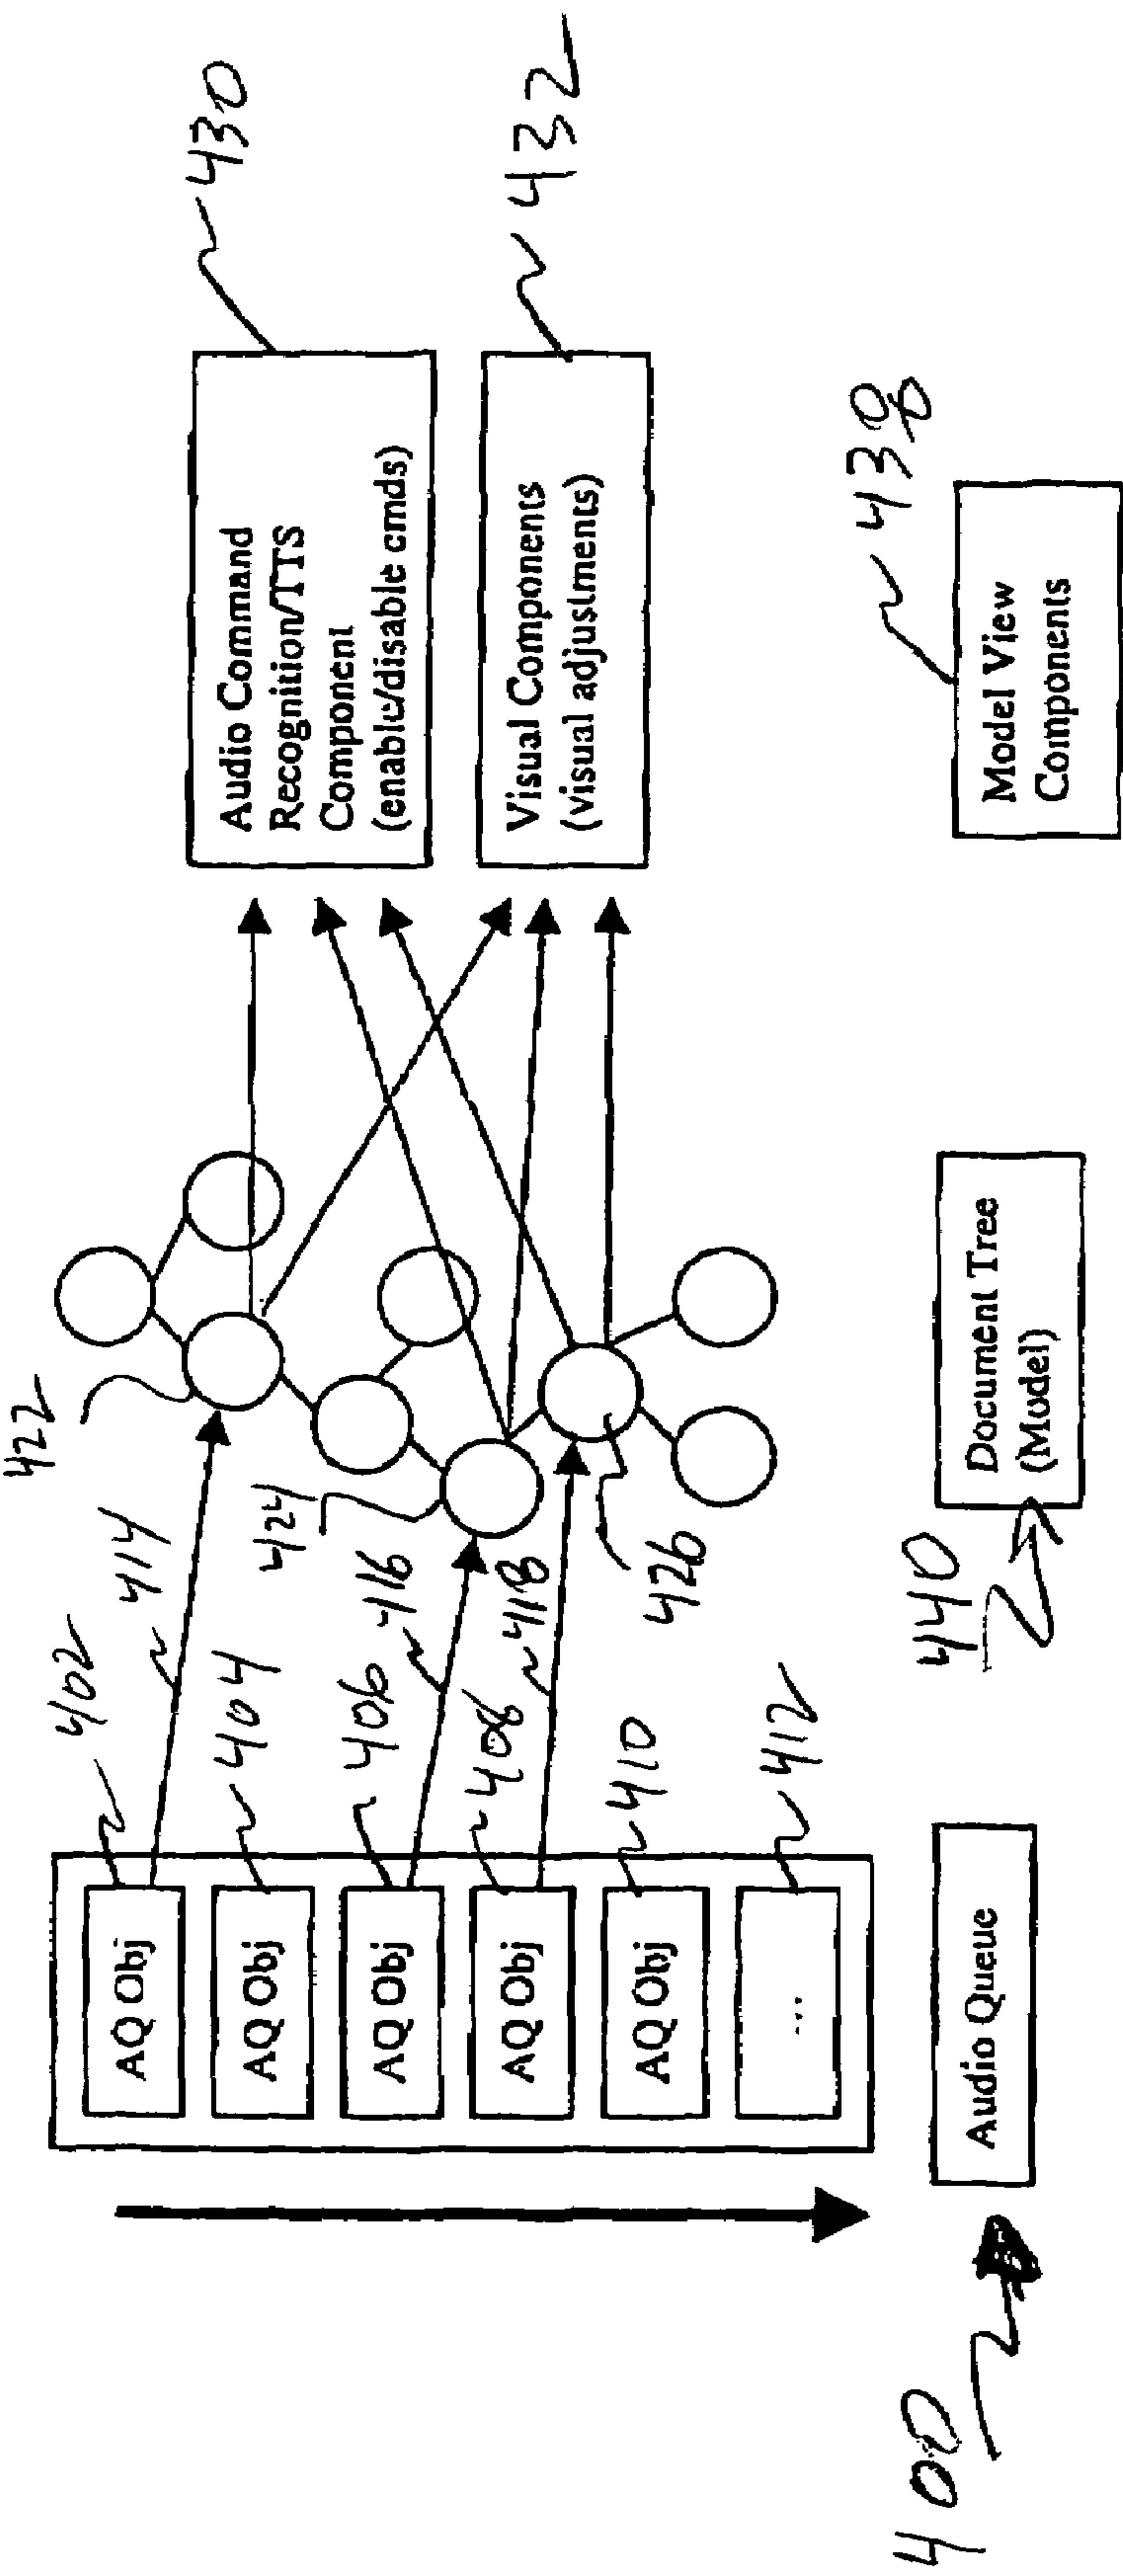 402
414
422
AQ Obj
404
AQ Obj
424
406
416
AQ Obj
408
418
AQ Obj
426
410
AQ Obj
412
...
430
Audio Command
Recognition/TTS
Component
(enable/disable cmds)
432
Visual Components
(visual adjustments)
400
Audio Queue
440
Document Tree
(Model)
438
Model View
Components